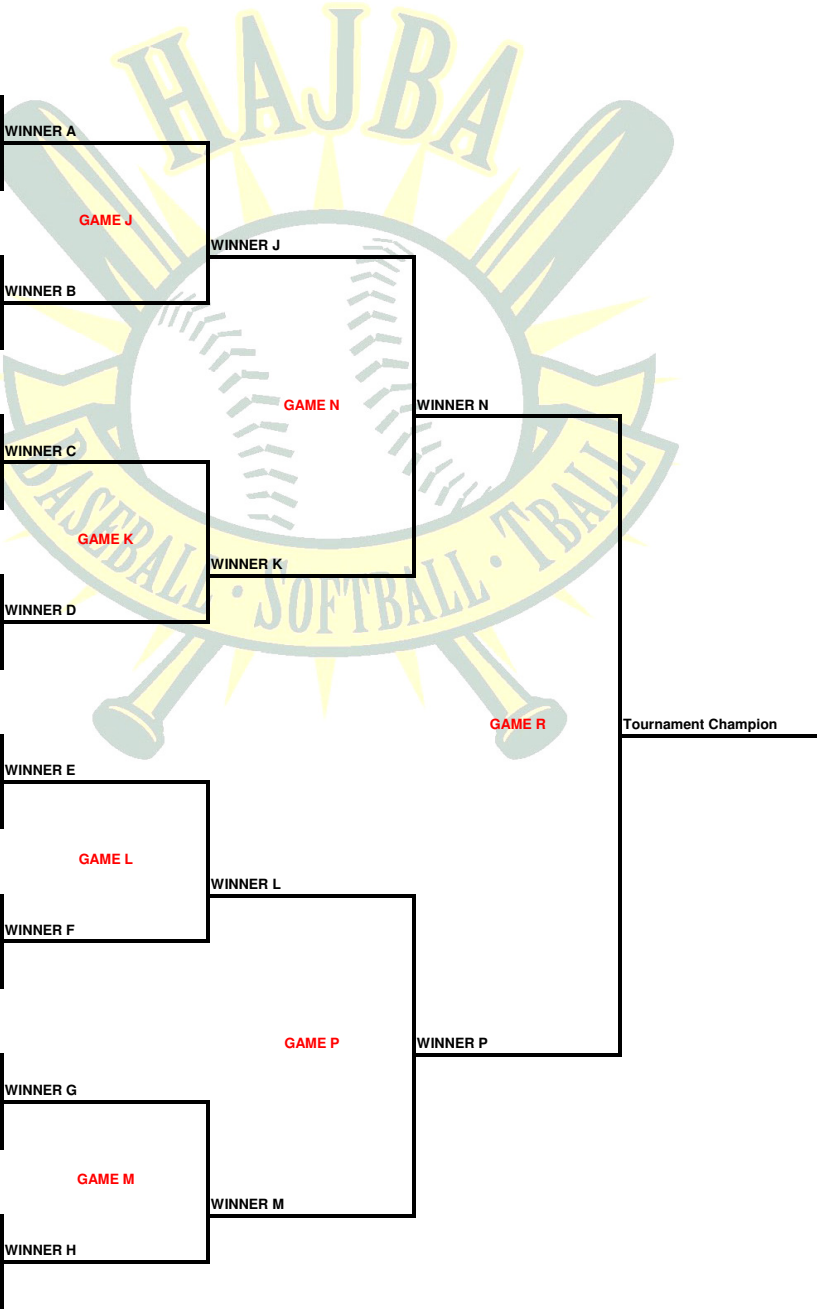 HAJBA
WINNER A
GAME J
WINNER J
WINNER B
GAME N
WINNER N
WINNER C
GAME K
WINNER K
WINNER D
BASEBALL · SOFTBALL · TBALL
GAME R
Tournament Champion
WINNER E
GAME L
WINNER L
WINNER F
GAME P
WINNER P
WINNER G
GAME M
WINNER M
WINNER H